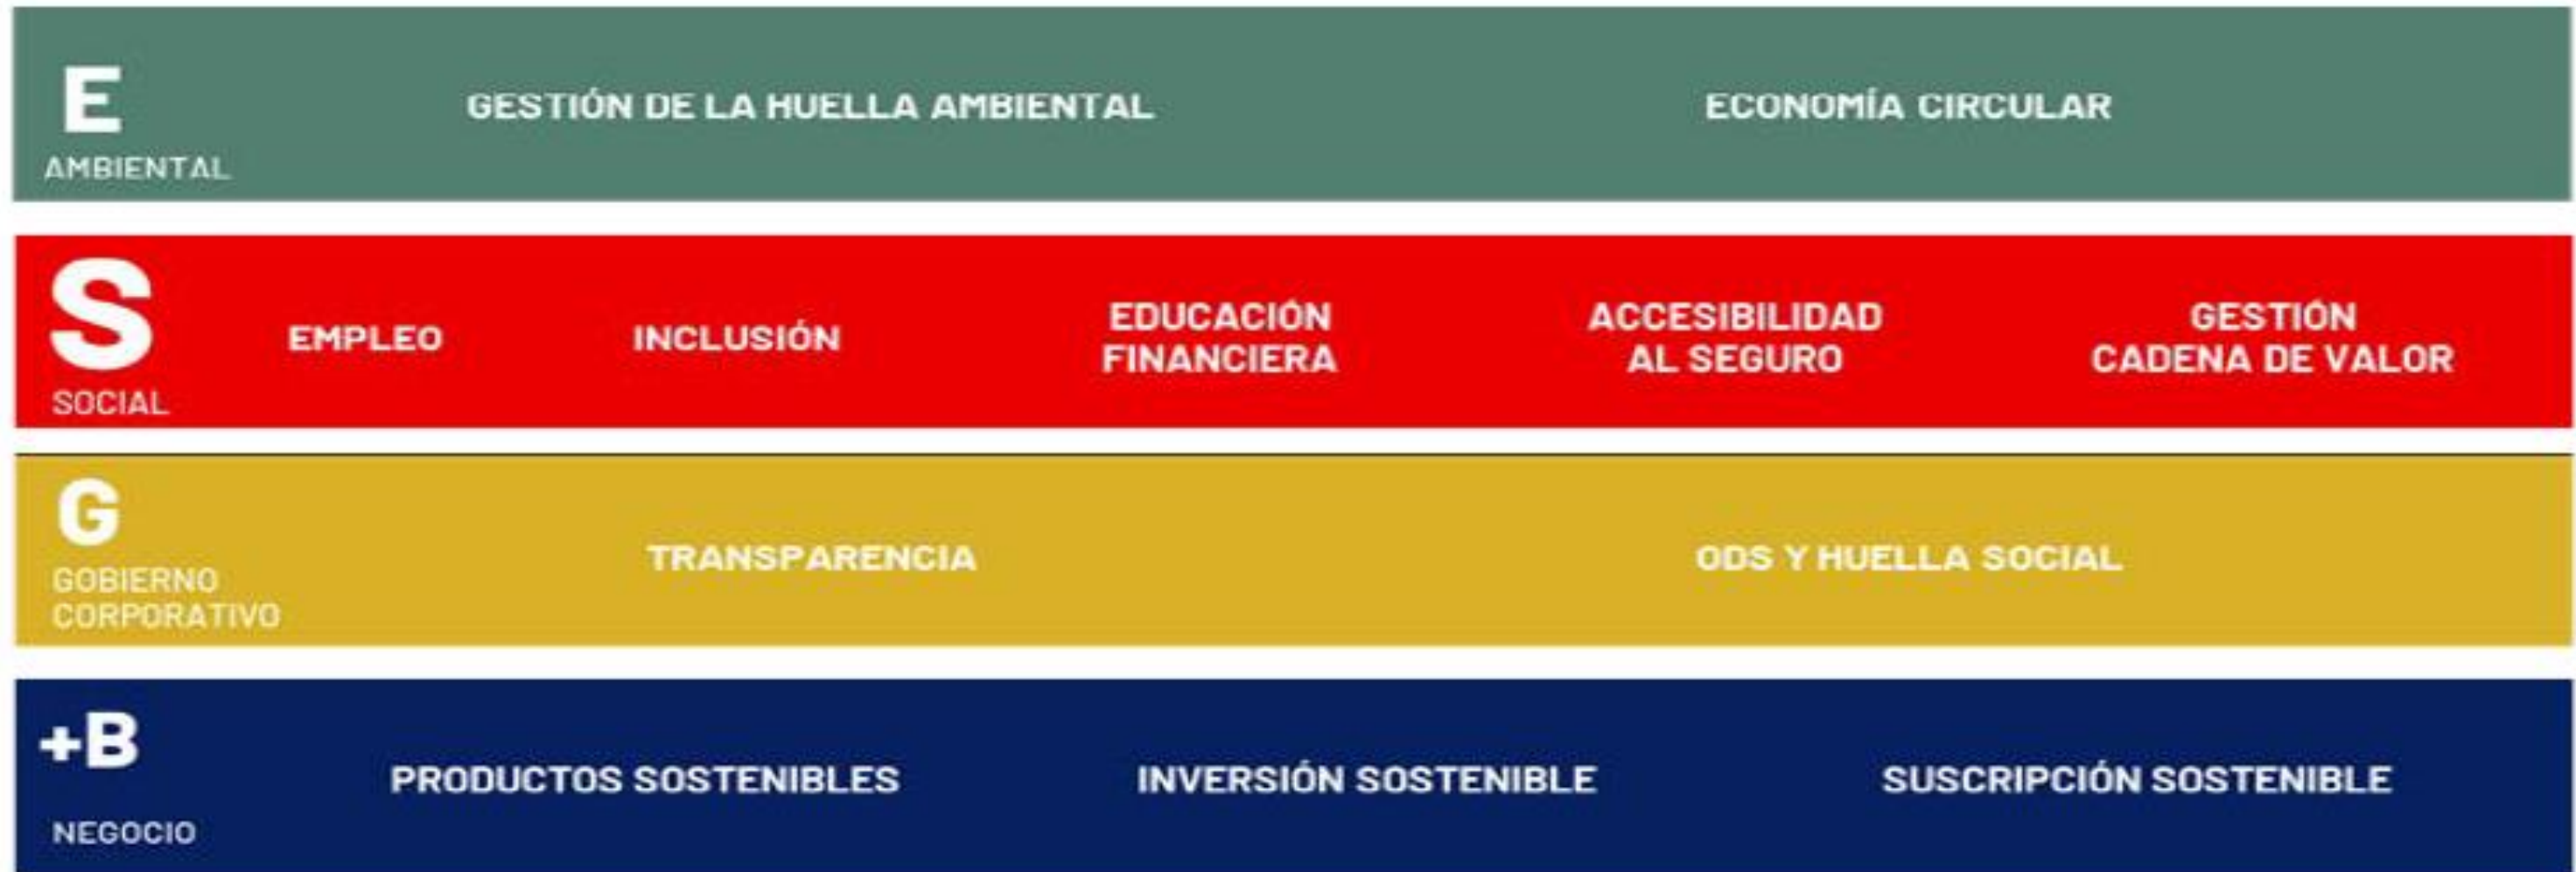 E
AMBIENTAL
GESTIÓN DE LA HUELLA AMBIENTAL
ECONOMÍA CIRCULAR
S
SOCIAL
EMPLEO
INCLUSIÓN
EDUCACIÓN
FINANCIERA
ACCESIBILIDAD
AL SEGURO
GESTIÓN
CADENA DE VALOR
G
GOBIERNO
CORPORATIVO
TRANSPARENCIA
ODS Y HUELLA SOCIAL
+B
NEGOCIO
PRODUCTOS SOSTENIBLES
INVERSIÓN SOSTENIBLE
SUSCRIPCIÓN SOSTENIBLE